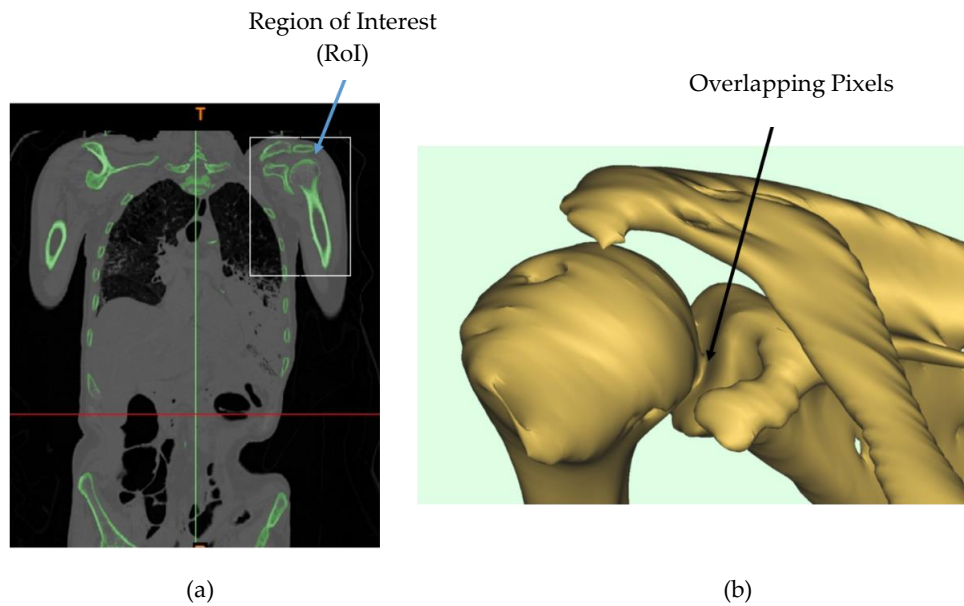 Region of Interest
(RoI)
Overlapping Pixels
T
(a)
(b)